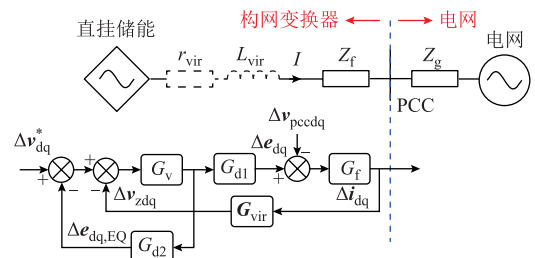 构网变换器 电网
直挂储能 r_vir L_vir I Z_f Z_g 电网
PCC
Δv*_dq Δe_dq Δv_pccdq
+ + G_v G_d1 + − G_f
− − Δv_zdq Δi_dq
G_vir
Δe_dq,EQ G_d2